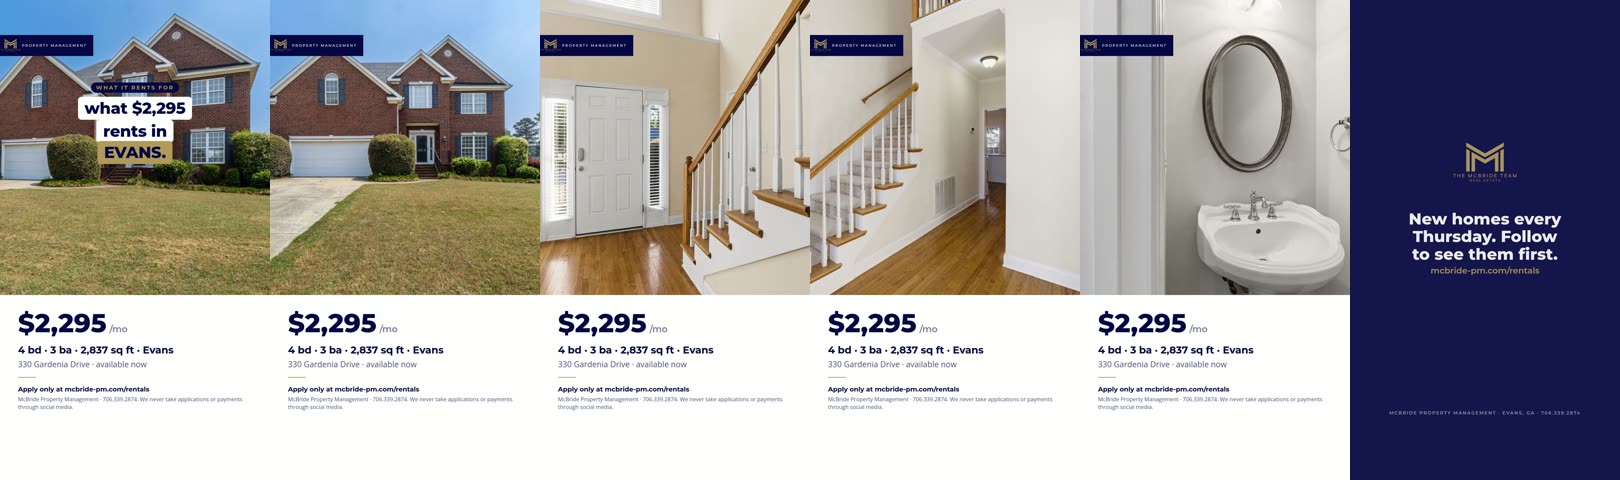 PROPERTY MANAGEMENT
WHAT IT RENTS FOR
what $2,295
rents in
EVANS.
$2,295 /mo
4 bd · 3 ba · 2,837 sq ft · Evans
330 Gardenia Drive · available now
Apply only at mcbride-pm.com/rentals
McBride Property Management · 706.339.2874. We never take applications or payments
through social media.
PROPERTY MANAGEMENT
$2,295 /mo
4 bd · 3 ba · 2,837 sq ft · Evans
330 Gardenia Drive · available now
Apply only at mcbride-pm.com/rentals
McBride Property Management · 706.339.2874. We never take applications or payments
through social media.
PROPERTY MANAGEMENT
$2,295 /mo
4 bd · 3 ba · 2,837 sq ft · Evans
330 Gardenia Drive · available now
Apply only at mcbride-pm.com/rentals
McBride Property Management · 706.339.2874. We never take applications or payments
through social media.
PROPERTY MANAGEMENT
$2,295 /mo
4 bd · 3 ba · 2,837 sq ft · Evans
330 Gardenia Drive · available now
Apply only at mcbride-pm.com/rentals
McBride Property Management · 706.339.2874. We never take applications or payments
through social media.
PROPERTY MANAGEMENT
$2,295 /mo
4 bd · 3 ba · 2,837 sq ft · Evans
330 Gardenia Drive · available now
Apply only at mcbride-pm.com/rentals
McBride Property Management · 706.339.2874. We never take applications or payments
through social media.
THE MCBRIDE TEAM
REAL ESTATE
New homes every
Thursday. Follow
to see them first.
mcbride-pm.com/rentals
MCBRIDE PROPERTY MANAGEMENT · EVANS, GA · 706.339.2874